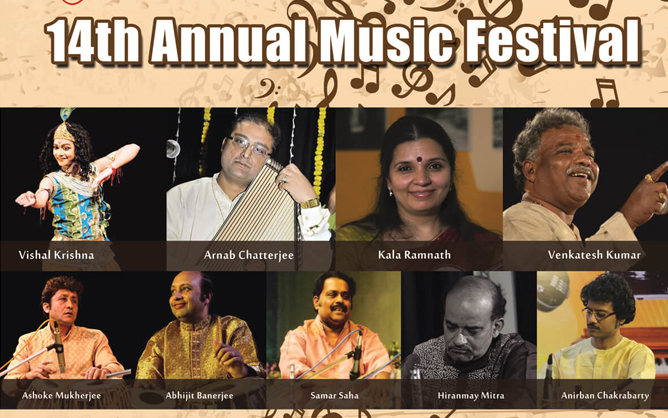 14th Annual Music Festival
Vishal Krishna
Arnab Chatterjee
Kala Ramnath
Venkatesh Kumar
Ashoke Mukherjee
Abhijit Banerjee
Samar Saha
Hiranmay Mitra
Anirban Chakrabarty